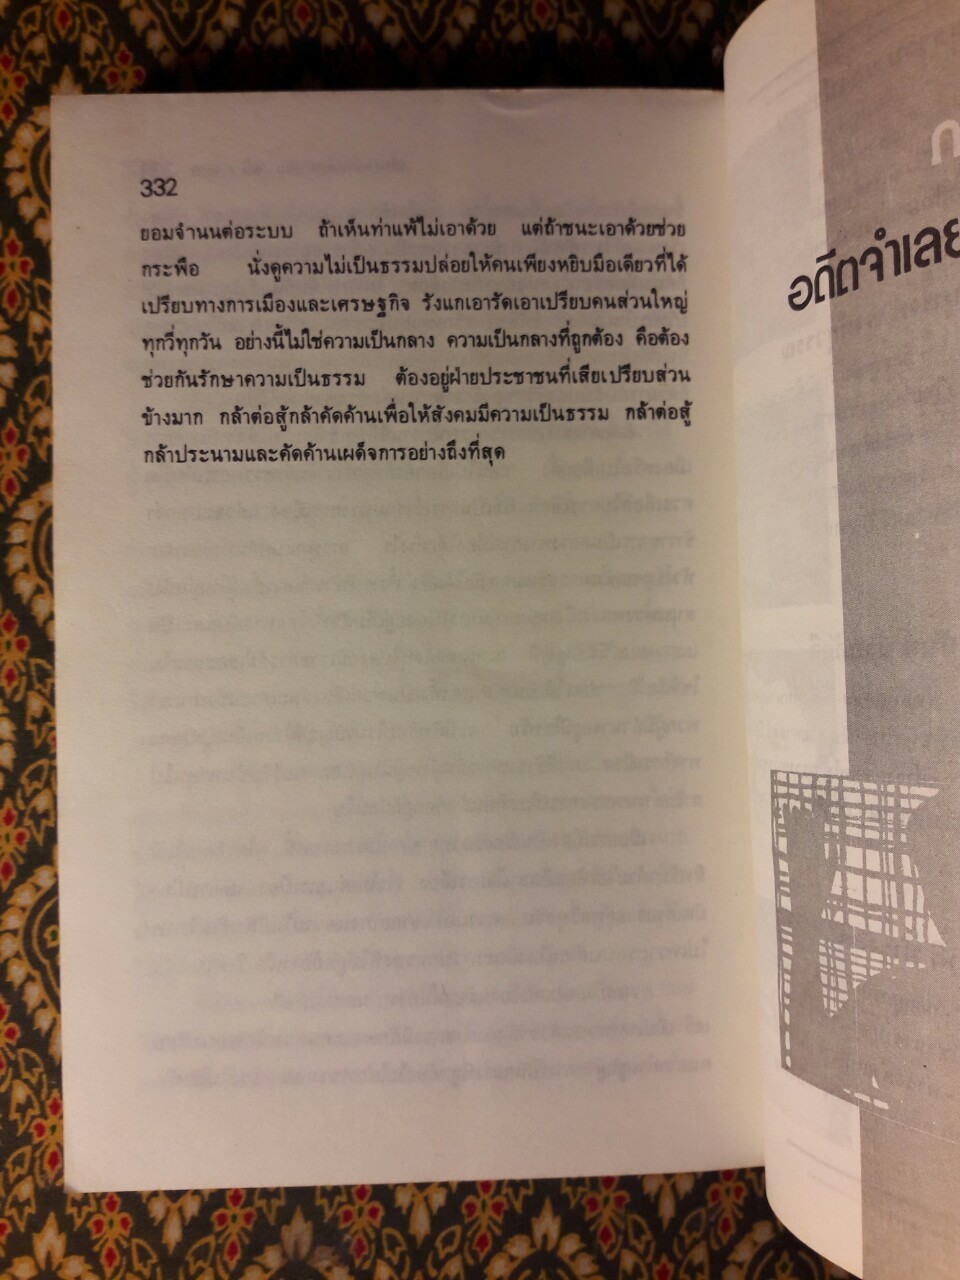 332
ยอมจำนนต่อระบบ ถ้าเห็นท่าแพ้ไม่เอาด้วย แต่ถ้าชนะเอาด้วยช่วย
กระพือ นั่งดูความไม่เป็นธรรมปล่อยให้คนเพียงหยิบมือเดียวที่ได้
เปรียบทางการเมืองและเศรษฐกิจ รังแกเอารัดเอาเปรียบคนส่วนใหญ่
ทุกวี่ทุกวัน อย่างนี้ไม่ใช่ความเป็นกลาง ความเป็นกลางที่ถูกต้อง คือต้อง
ช่วยกันรักษาความเป็นธรรม ต้องอยู่ฝ่ายประชาชนที่เสียเปรียบส่วน
ข้างมาก กล้าต่อสู้กล้าคัดค้านเพื่อให้สังคมมีความเป็นธรรม กล้าต่อสู้
กล้าประนามและคัดค้านเผด็จการอย่างถึงที่สุด
อดีตจำเลย